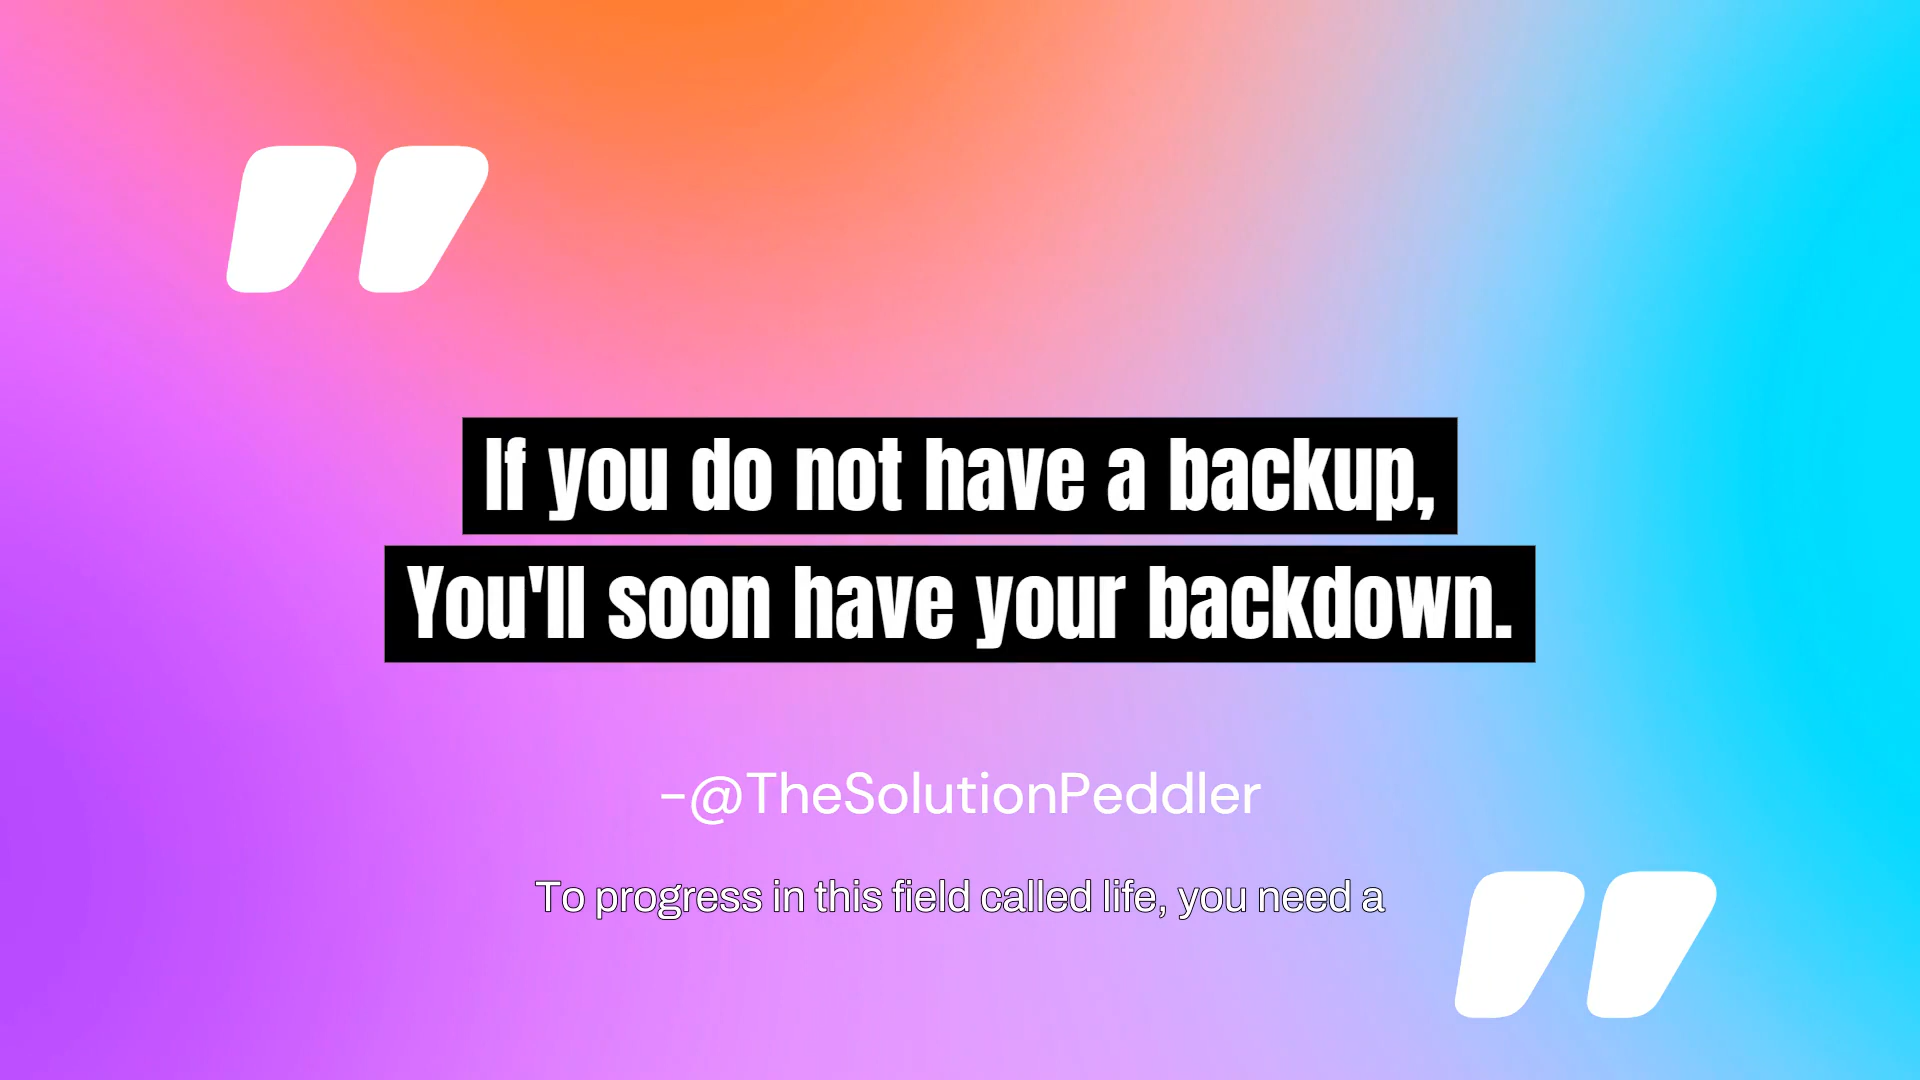 If you do not have a backup,
You'll soon have your backdown.
-@TheSolutionPeddler
To progress in this field called life, you need a